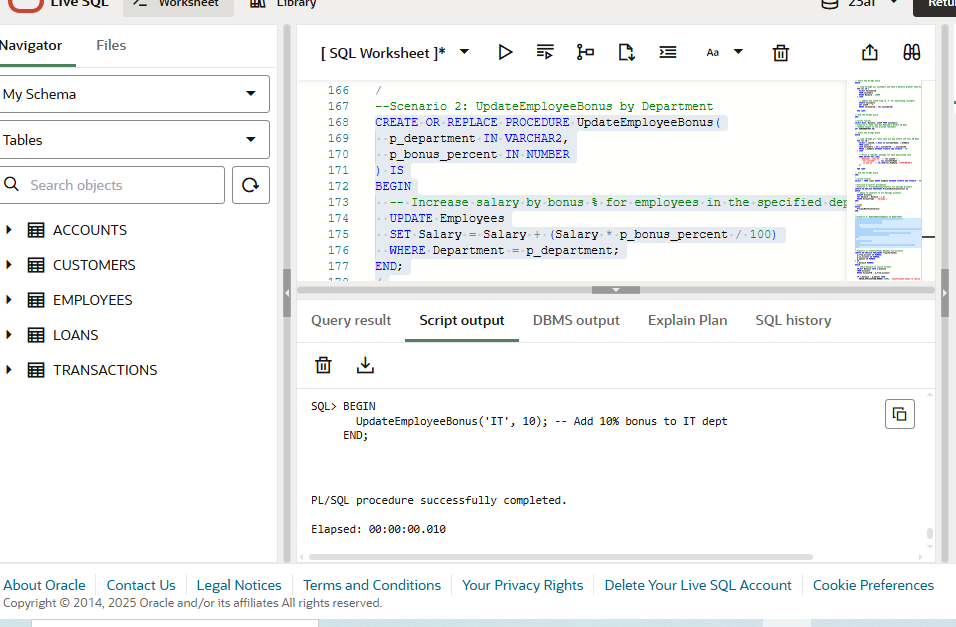 Live SQL
Worksheet
Library
23ai
Navigator
Files
My Schema
Tables
Search objects
ACCOUNTS
CUSTOMERS
EMPLOYEES
LOANS
TRANSACTIONS
[ SQL Worksheet ]*
Aa
166 /
167 --Scenario 2: UpdateEmployeeBonus by Department
168 CREATE OR REPLACE PROCEDURE UpdateEmployeeBonus(
169 p_department IN VARCHAR2,
170 p_bonus_percent IN NUMBER
171 ) IS
172 BEGIN
173 -- Increase salary by bonus % for employees in the specified dep
174 UPDATE Employees
175 SET Salary = Salary + (Salary * p_bonus_percent / 100)
176 WHERE Department = p_department;
177 END;
Query result
Script output
DBMS output
Explain Plan
SQL history
SQL> BEGIN
UpdateEmployeeBonus('IT', 10); -- Add 10% bonus to IT dept
END;
PL/SQL procedure successfully completed.
Elapsed: 00:00:00.010
About Oracle
Contact Us
Legal Notices
Terms and Conditions
Your Privacy Rights
Delete Your Live SQL Account
Cookie Preferences
Copyright © 2014, 2025 Oracle and/or its affiliates All rights reserved.